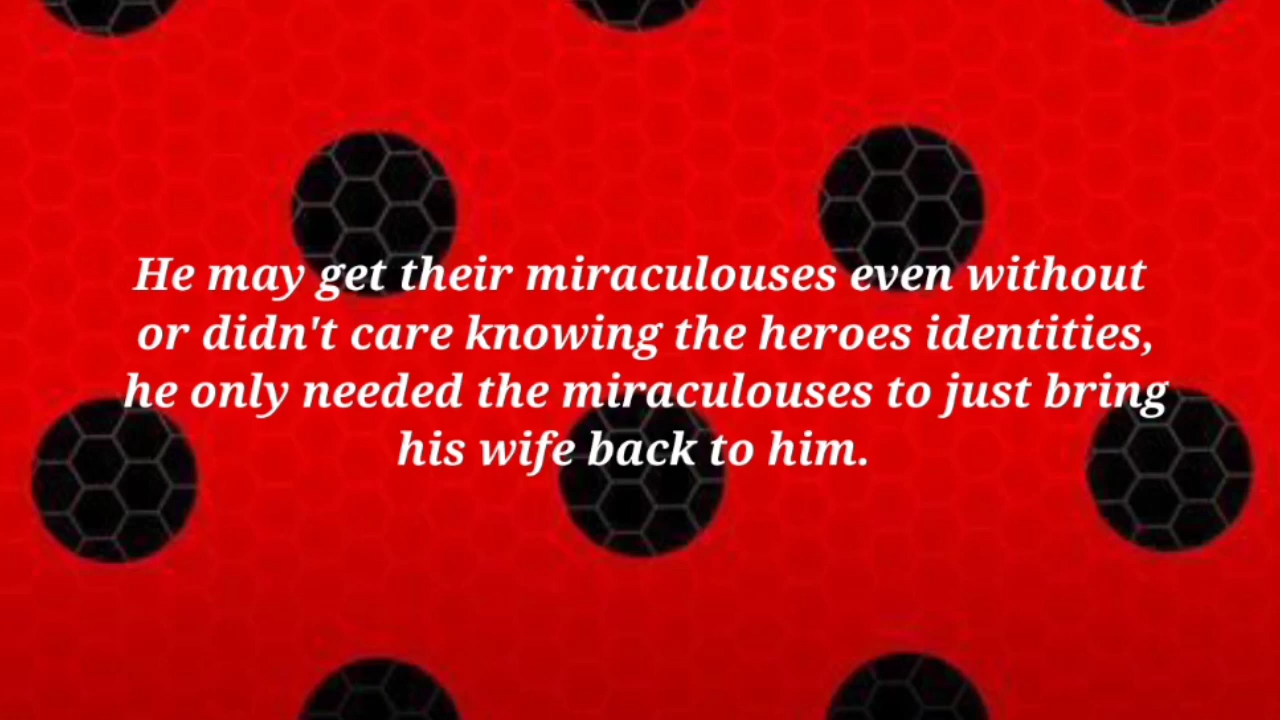 He may get their miraculouses even without
or didn't care knowing the heroes identities,
he only needed the miraculouses to just bring
his wife back to him.